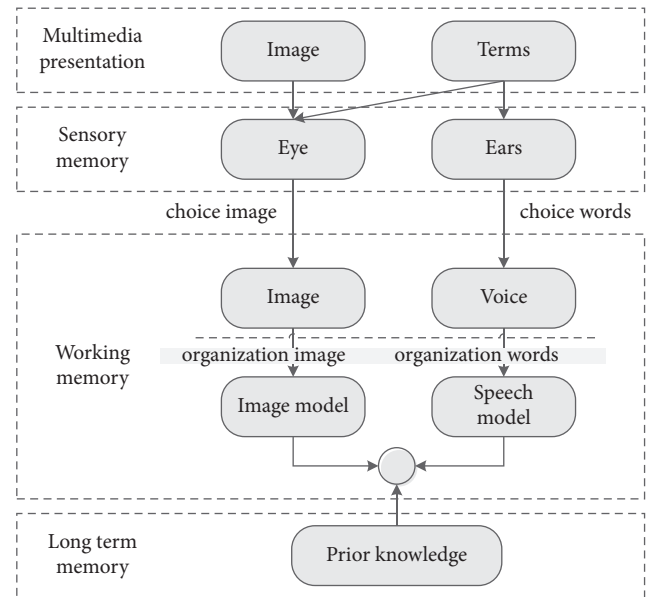 Multimedia
presentation
Image
Terms
Sensory
memory
Eye
Ears
choice image
choice words
Working
memory
Image
Voice
organization image
organization words
Image model
Speech
model
Long term
memory
Prior knowledge